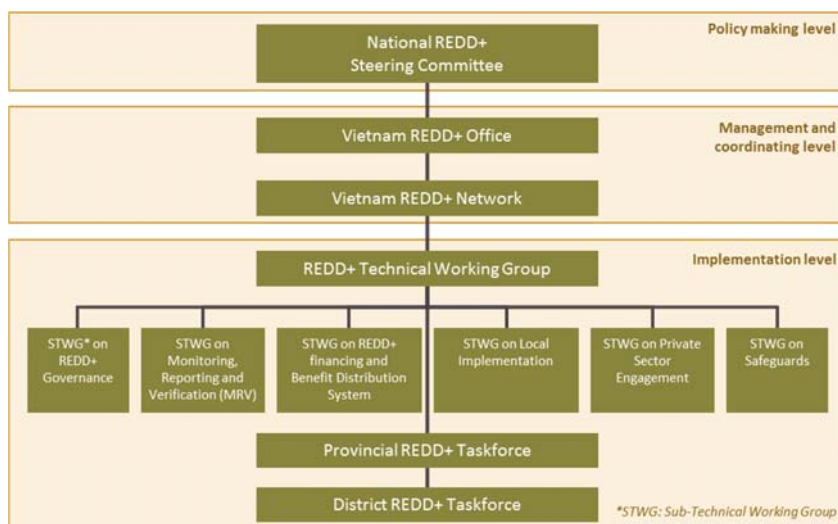 Policy making level
National REDD+
Steering Committee
Management and
coordinating level
Vietnam REDD+ Office
Vietnam REDD+ Network
Implementation level
REDD+ Technical Working Group
STWG* on
REDD+
Governance
STWG on
Monitoring,
Reporting and
Verification (MRV)
STWG on REDD+
financing and
Benefit Distribution
System
STWG on Local
Implementation
STWG on Private
Sector
Engagement
STWG on
Safeguards
Provincial REDD+ Taskforce
District REDD+ Taskforce
*STWG: Sub-Technical Working Group